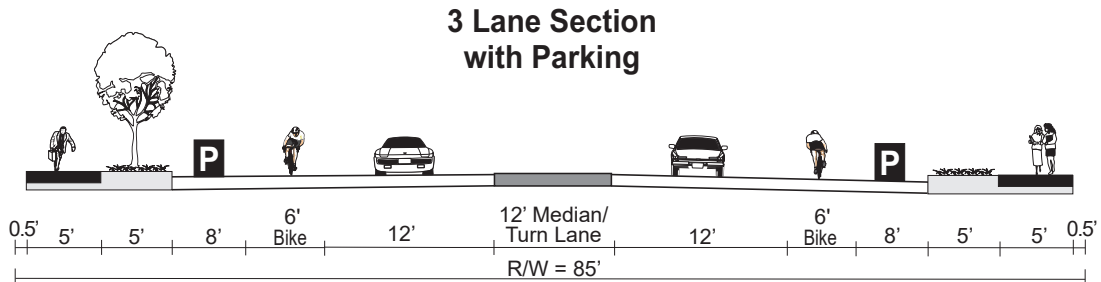 3 Lane Section
with Parking
P
P
0.5’ 5’ 5’ 8’ 6' Bike 12’ 12’ Median/ Turn Lane 12’ 6' Bike 8’ 5’ 5’ 0.5’
R/W = 85’